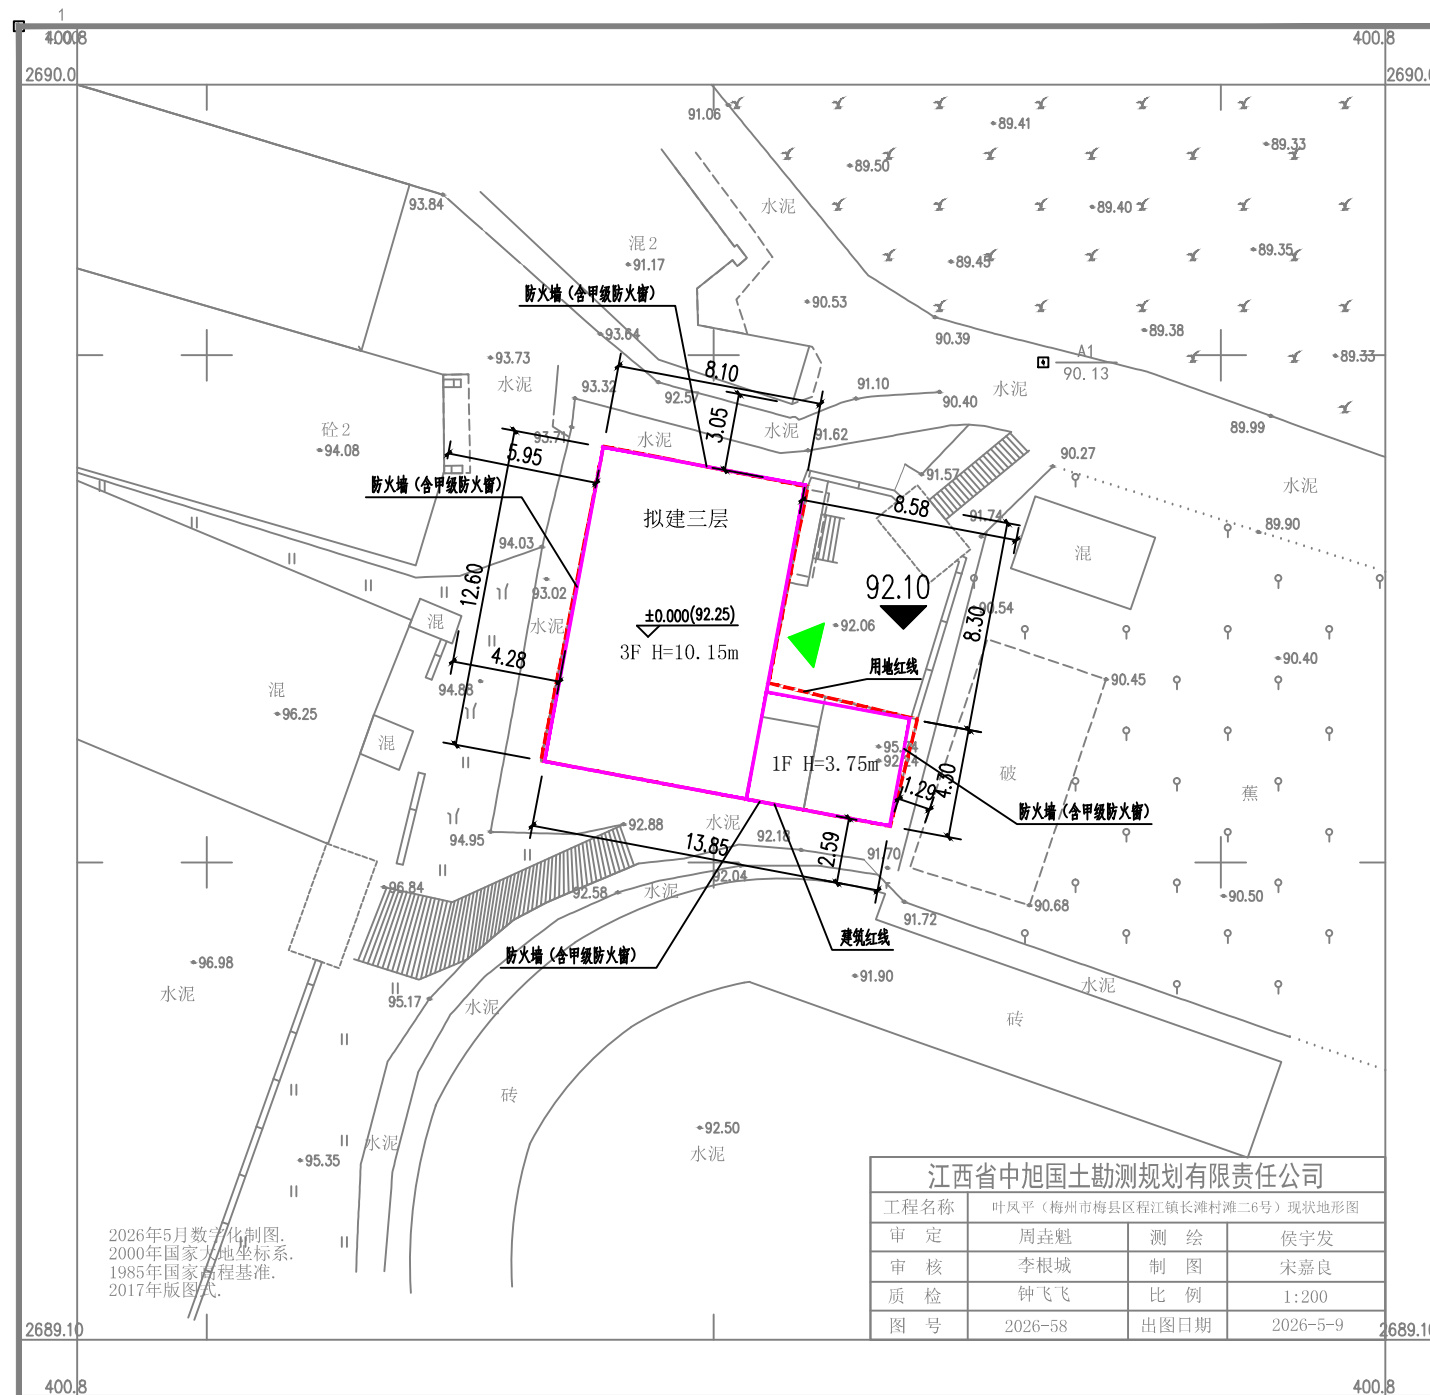 1
400.8
400.8
2690.0
2690.0
91.06
89.41
89.33
89.50
93.84
水泥
89.40
混2
91.17
89.35
89.45
防火墙（含甲级防火窗）
90.53
93.64
90.39
89.38
A1
90.13
89.33
93.73
水泥
8.10
93.32
92.57
91.10
90.40
水泥
89.99
3.05
砼2
94.08
93.71
水泥
水泥
91.62
5.95
91.57
90.27
防火墙（含甲级防火窗）
水泥
拟建三层
8.58
91.74
89.90
94.03
混
12.60
93.02
92.10
90.54
±0.000(92.25)
水泥
92.06
8.30
混
3F H=10.15m
4.28
用地红线
90.40
94.88
90.45
混
96.25
混
95.
1F H=3.75m
破
4.30
1.29
蕉
防火墙（含甲级防火窗）
94.95
92.88
水泥
92.18
13.85
2.59
91.70
92.04
96.84
92.58
水泥
90.68
90.50
91.72
建筑红线
防火墙（含甲级防火窗）
96.98
水泥
91.90
95.17
水泥
水泥
砖
砖
92.50
水泥
水泥
95.35
江西省中旭国土勘测规划有限责任公司
工程名称 叶凤平（梅州市梅县区程江镇长滩村滩二6号）现状地形图
审 定 周壵魁 测 绘 侯宇发
审 核 李根城 制 图 宋嘉良
质 检 钟飞飞 比 例 1:200
图 号 2026-58 出图日期 2026-5-9
2026年5月数字化制图.
2000年国家大地坐标系.
1985年国家高程基准.
2017年版图式.
2689.10
2689.10
400.8
400.8